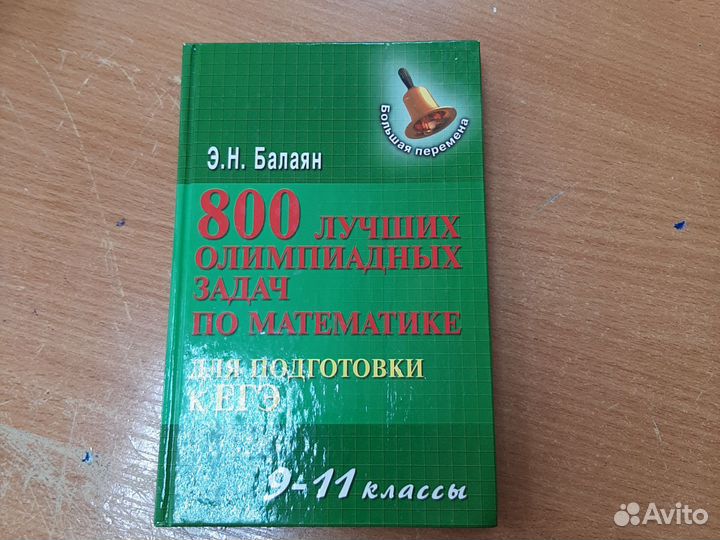 Большая перемена
Э.Н. Балаян
800 ЛУЧШИХ
ОЛИМПИАДНЫХ
ЗАДАЧ
ПО МАТЕМАТИКЕ
ДЛЯ ПОДГОТОВКИ
К ЕГЭ
9-11 классы
Avito